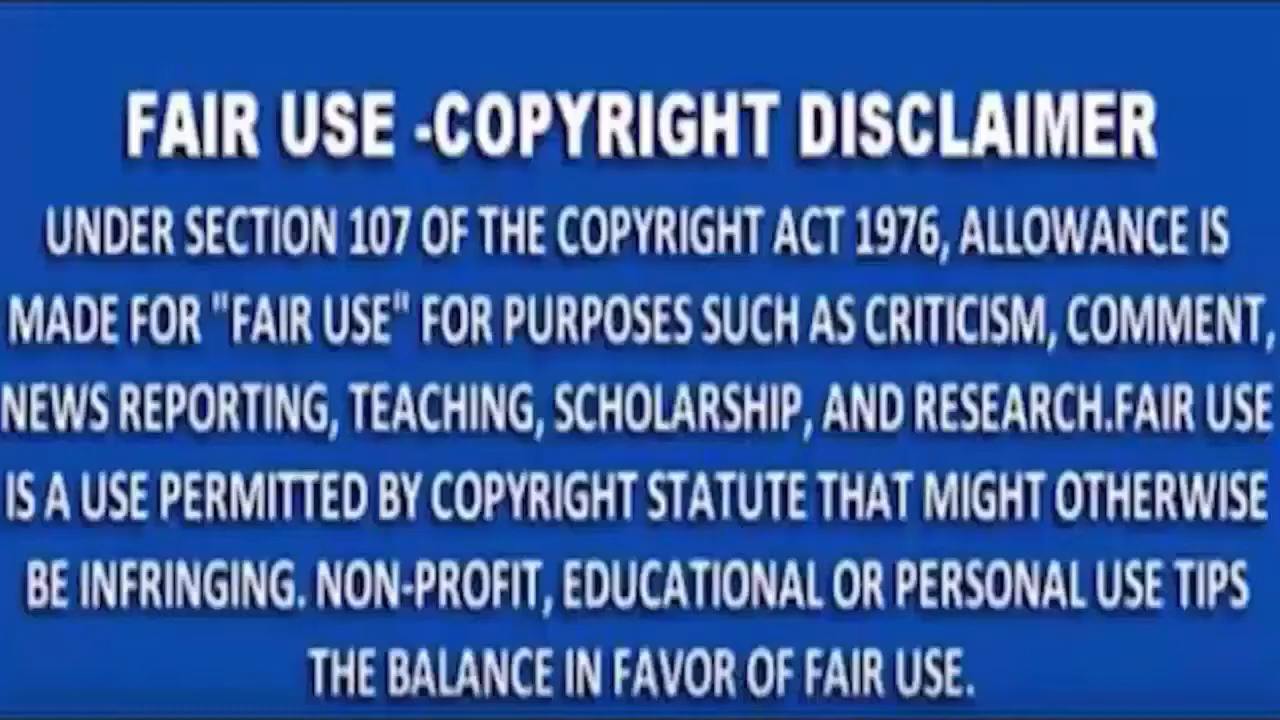 FAIR USE -COPYRIGHT DISCLAIMER
UNDER SECTION 107 OF THE COPYRIGHT ACT 1976, ALLOWANCE IS
MADE FOR "FAIR USE" FOR PURPOSES SUCH AS CRITICISM, COMMENT,
NEWS REPORTING, TEACHING, SCHOLARSHIP, AND RESEARCH.FAIR USE
IS A USE PERMITTED BY COPYRIGHT STATUTE THAT MIGHT OTHERWISE
BE INFRINGING. NON-PROFIT, EDUCATIONAL OR PERSONAL USE TIPS
THE BALANCE IN FAVOR OF FAIR USE.